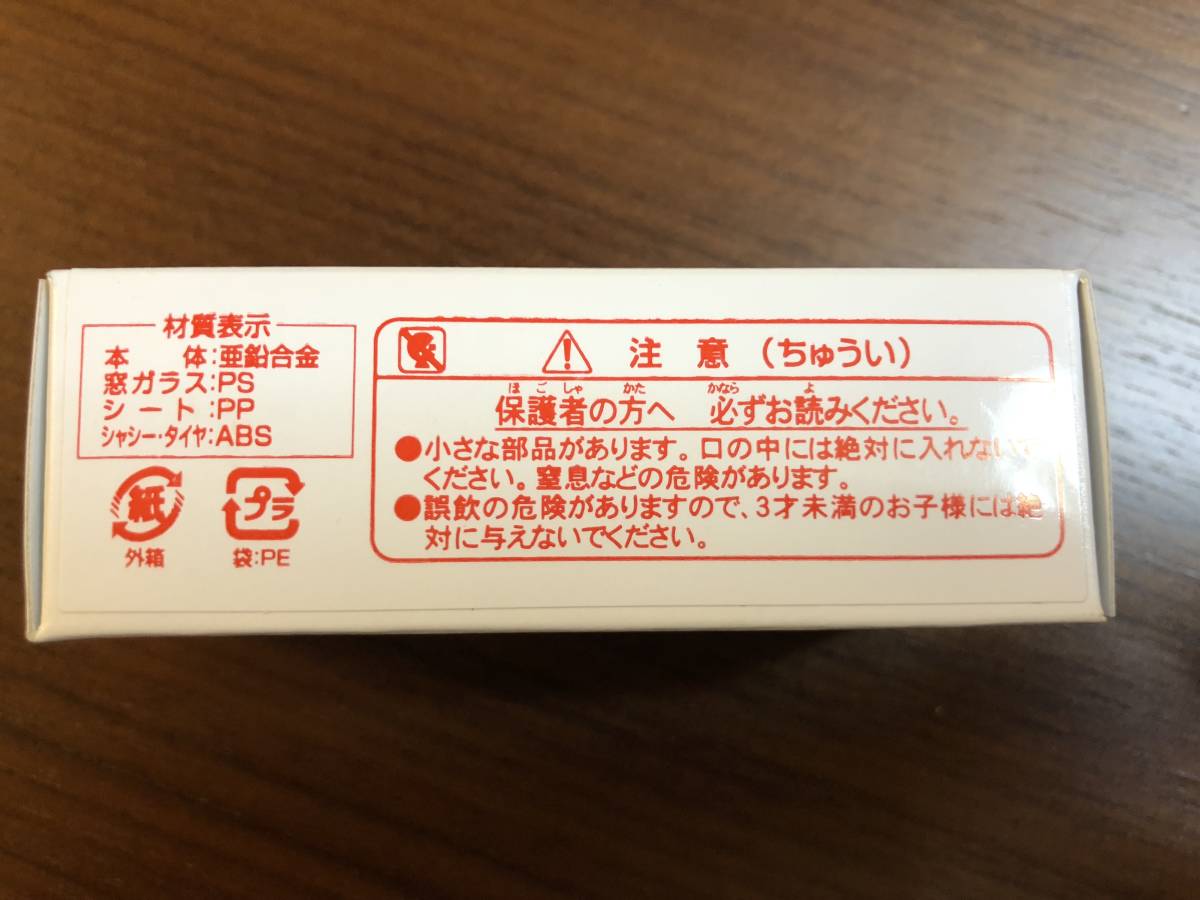 材質表示
本体:亜鉛合金
窓ガラス:PS
シート:PP
シャシー・タイヤ:ABS
紙
外箱
プラ
袋:PE
注意(ちゅうい)
ほごしゃ かた かなら よ
保護者の方へ 必ずお読みください。
●小さな部品があります。口の中には絶対に入れないで
ください。窒息などの危険があります。
●誤飲の危険がありますので、3才未満のお子様には絶
対に与えないでください。